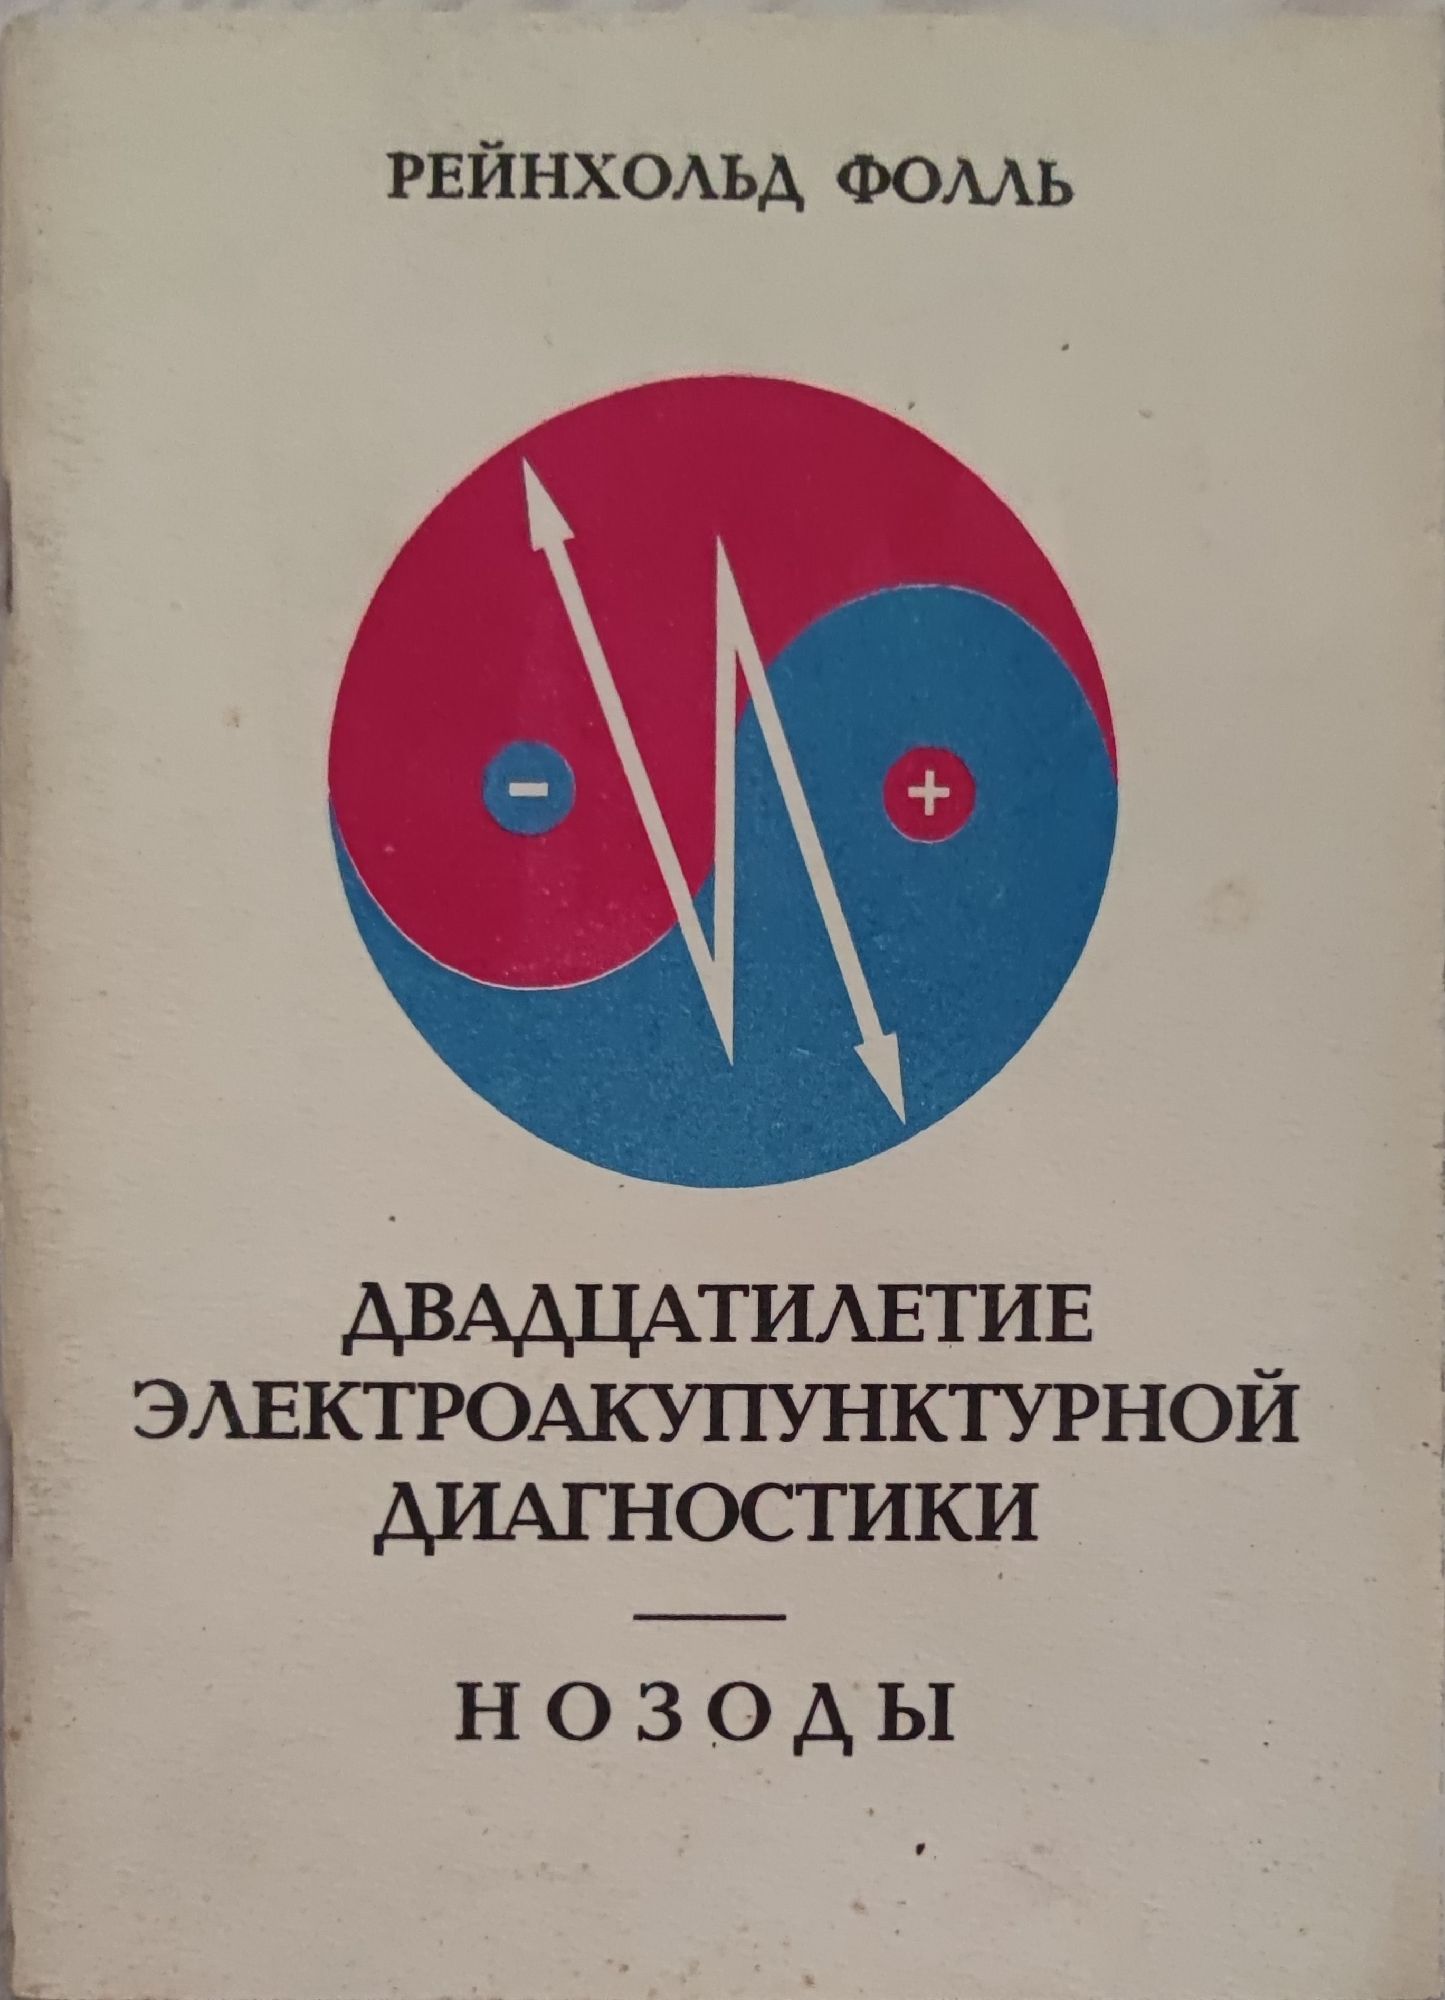 РЕЙНХОЛЬД ФОЛЛЬ
- +
ДВАДЦАТИЛЕТИЕ
ЭЛЕКТРОАКУПУНКТУРНОЙ
ДИАГНОСТИКИ
НОЗОДЫ